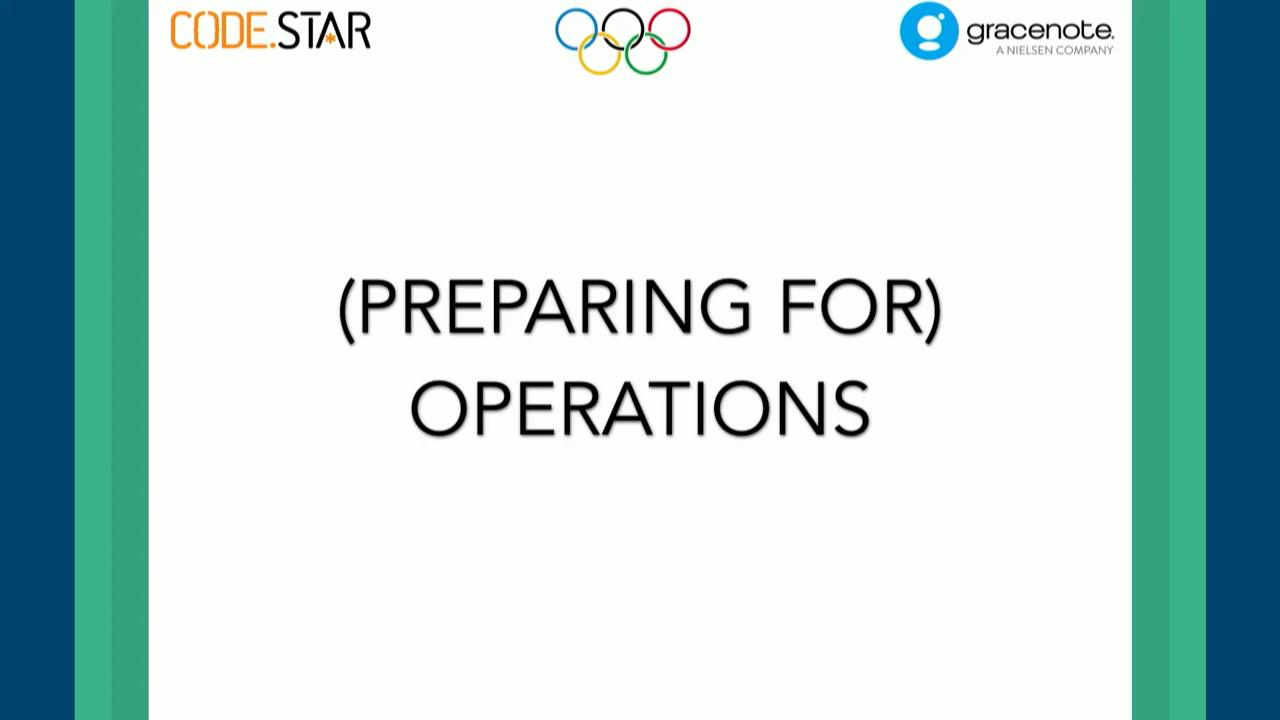 CODE.STAR
gracenote.
A NIELSEN COMPANY
(PREPARING FOR)
OPERATIONS